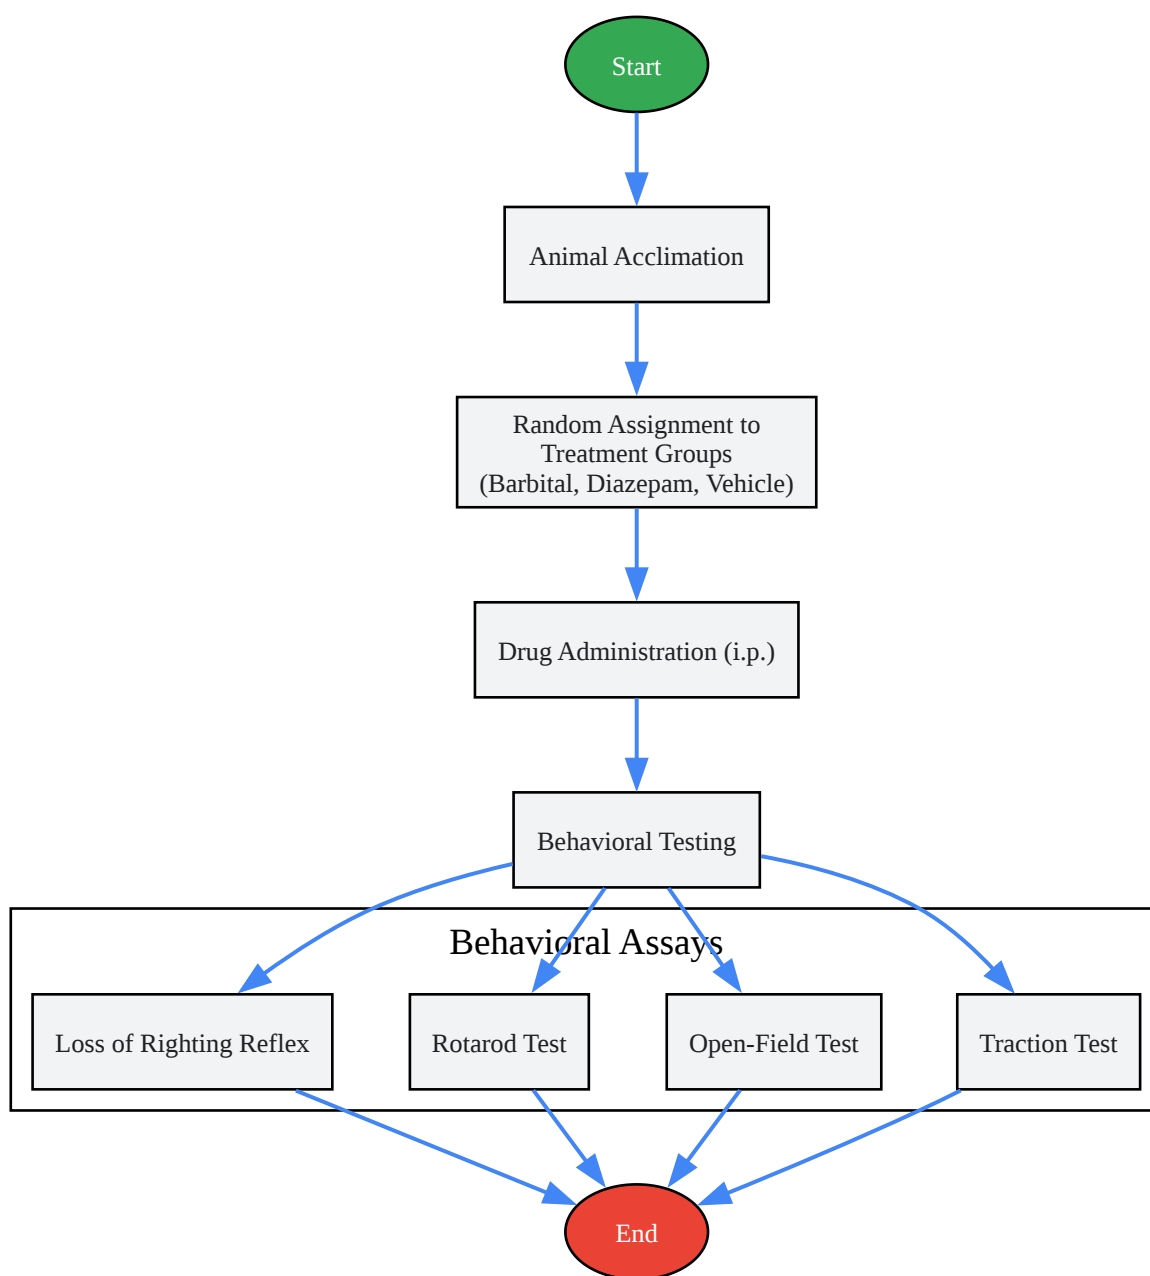 Start
Animal Acclimation
Random Assignment to
Treatment Groups
(Barbital, Diazepam, Vehicle)
Drug Administration (i.p.)
Behavioral Testing
Behavioral Assays
Loss of Righting Reflex
Rotarod Test
Open-Field Test
Traction Test
End